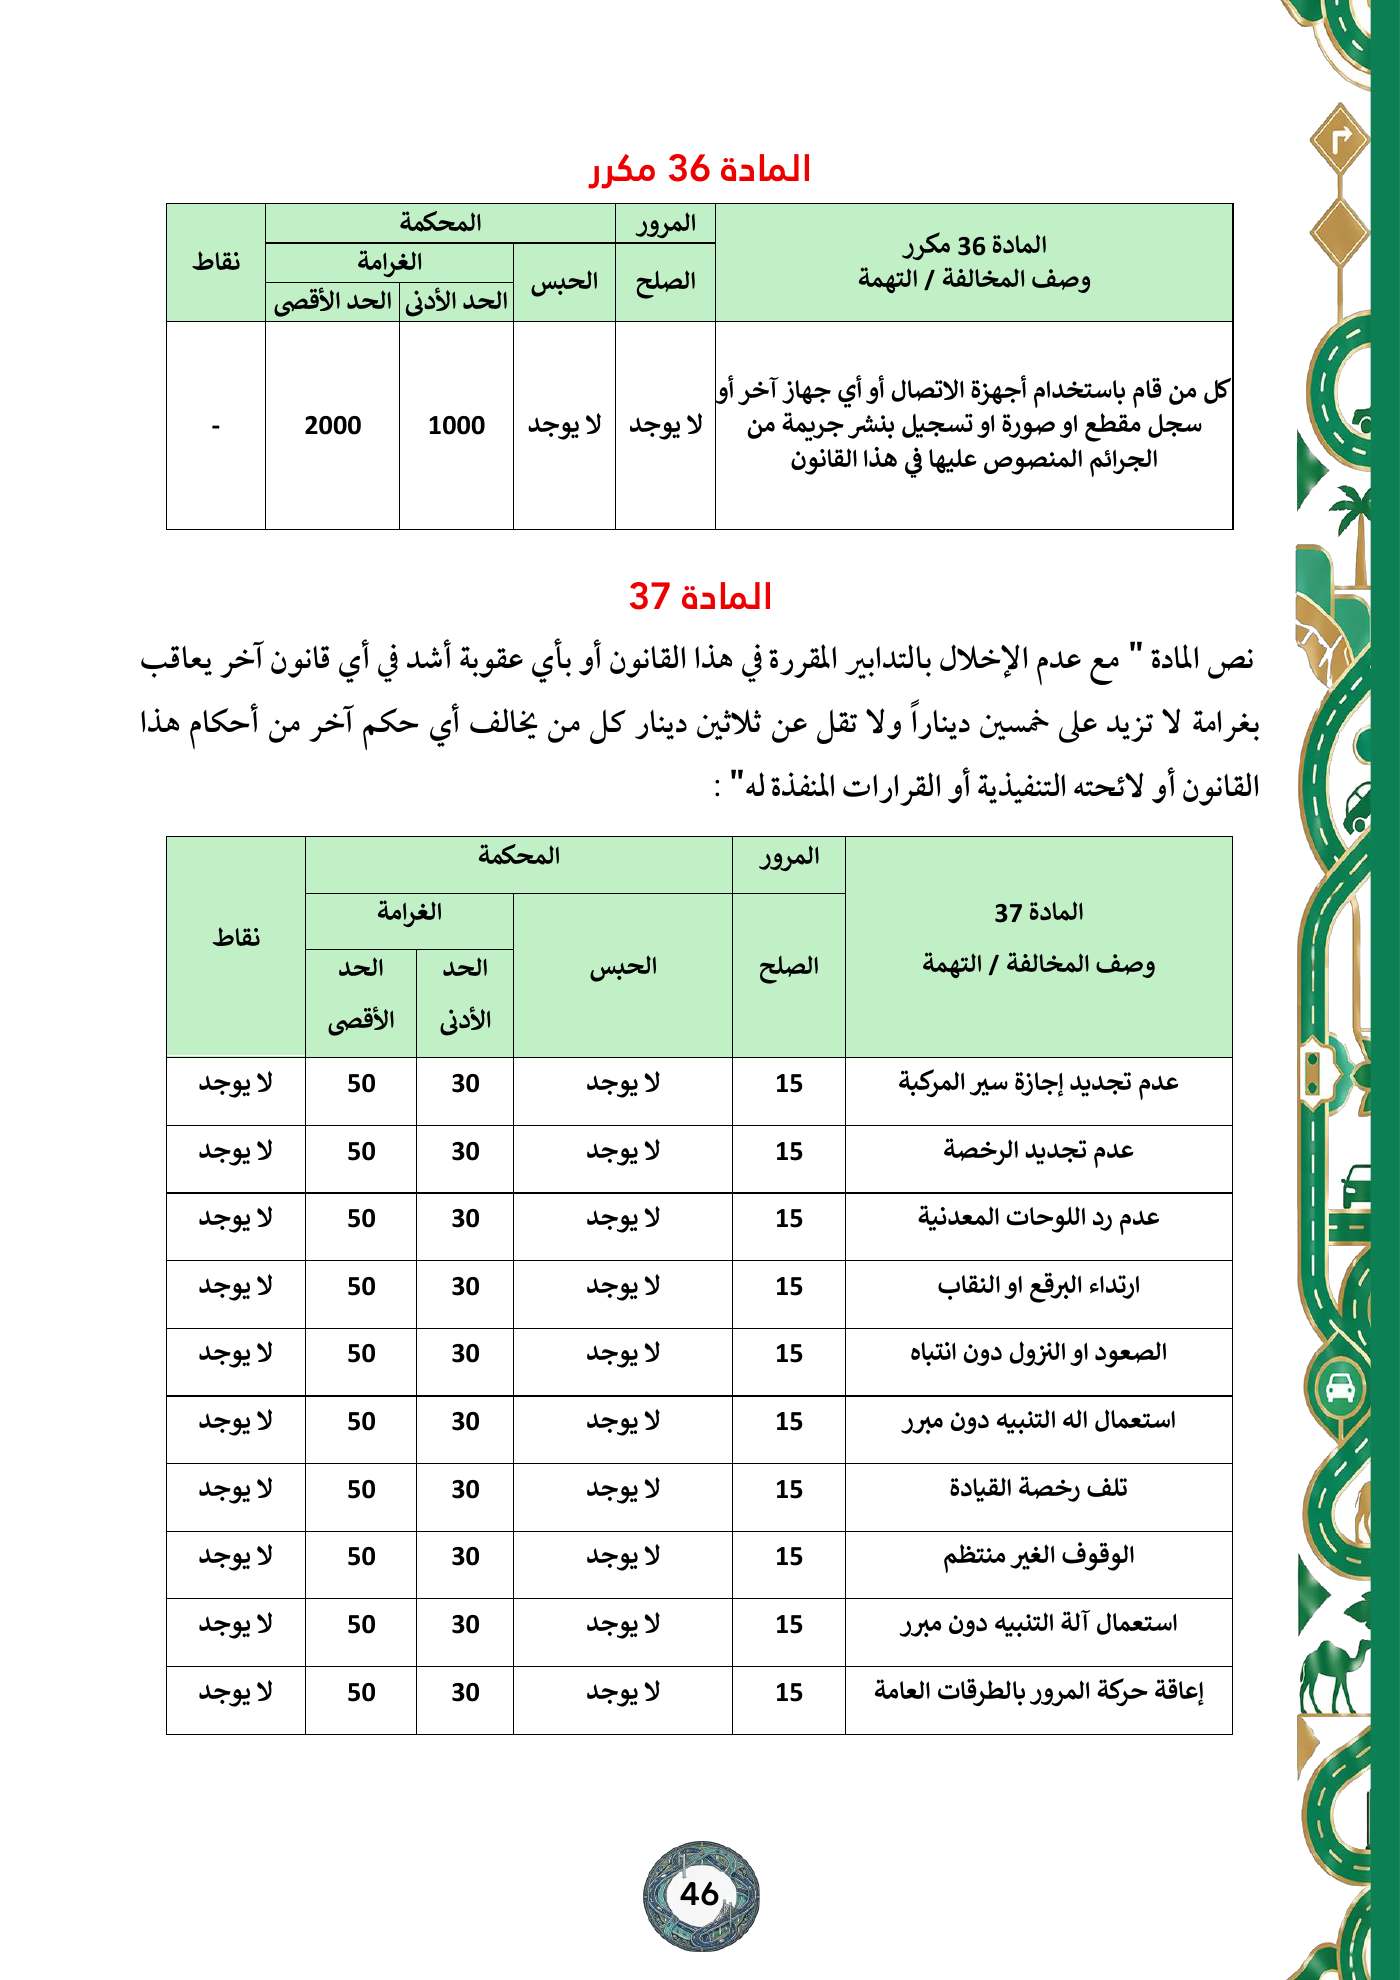 المادة 36 مكرر
المادة 36 مكرر
وصف المخالفة / التهمة
المرور
المحكمة
نقاط
الصلح
الحبس
الغرامة
الحد الأدنى
الحد الأقصى
كل من قام باستخدام أجهزة الاتصال أو أي جهاز آخر أو
سجل مقطع او صورة او تسجيل بنشر جريمة من
الجرائم المنصوص عليها في هذا القانون
لا يوجد
لا يوجد
1000
2000
-
المادة 37
نص المادة " مع عدم الإخلال بالتدابير المقررة في هذا القانون أو بأي عقوبة أشد في أي قانون آخر يعاقب
بغرامة لا تزيد على خمسين ديناراً ولا تقل عن ثلاثين دينار كل من يخالف أي حكم آخر من أحكام هذا
القانون أو لائحته التنفيذية أو القرارات المنفذة له" :
المادة 37
وصف المخالفة / التهمة
المرور
المحكمة
نقاط
الصلح
الحبس
الغرامة
الحد
الأدنى
الحد
الأقصى
عدم تجديد إجازة سير المركبة 15 لا يوجد 30 50 لا يوجد
عدم تجديد الرخصة 15 لا يوجد 30 50 لا يوجد
عدم رد اللوحات المعدنية 15 لا يوجد 30 50 لا يوجد
ارتداء البرقع او النقاب 15 لا يوجد 30 50 لا يوجد
الصعود او النزول دون انتباه 15 لا يوجد 30 50 لا يوجد
استعمال اله التنبيه دون مبرر 15 لا يوجد 30 50 لا يوجد
تلف رخصة القيادة 15 لا يوجد 30 50 لا يوجد
الوقوف الغير منتظم 15 لا يوجد 30 50 لا يوجد
استعمال آلة التنبيه دون مبرر 15 لا يوجد 30 50 لا يوجد
إعاقة حركة المرور بالطرقات العامة 15 لا يوجد 30 50 لا يوجد
46